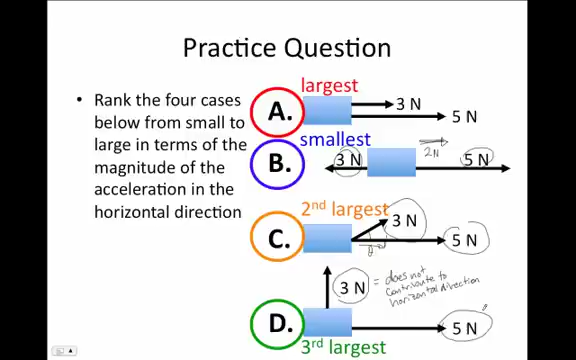 Practice Question
• Rank the four cases
below from small to
large in terms of the
magnitude of the
acceleration in the
horizontal direction
largest
A.
3 N
5 N
smallest
B.
3 N
2N
5 N
2nd largest
C.
3 N
5 N
D.
3 N
= does not
contribute to
horizontal direction
5 N
3rd largest